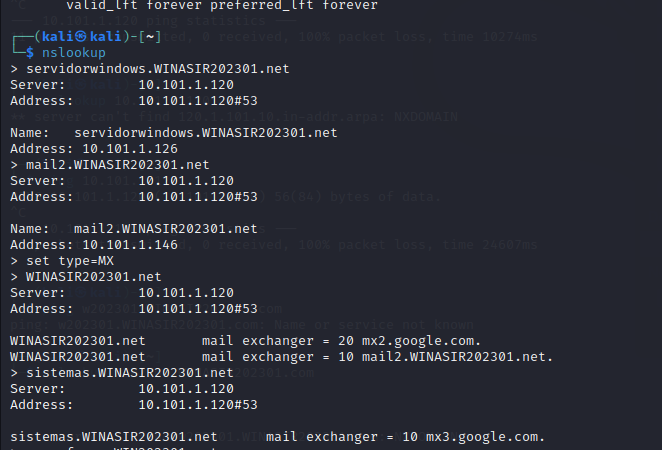 valid_lft forever preferred_lft forever
┌──(kali㉿kali)-[~]
└─$ nslookup
> servidorwindows.WINASIR202301.net
Server: 10.101.1.120
Address: 10.101.1.120#53
Name: servidorwindows.WINASIR202301.net
Address: 10.101.1.126
> mail2.WINASIR202301.net
Server: 10.101.1.120
Address: 10.101.1.120#53
Name: mail2.WINASIR202301.net
Address: 10.101.1.146
> set type=MX
> WINASIR202301.net
Server: 10.101.1.120
Address: 10.101.1.120#53
WINASIR202301.net mail exchanger = 20 mx2.google.com.
WINASIR202301.net mail exchanger = 10 mail2.WINASIR202301.net.
> sistemas.WINASIR202301.net
Server: 10.101.1.120
Address: 10.101.1.120#53
sistemas.WINASIR202301.net mail exchanger = 10 mx3.google.com.